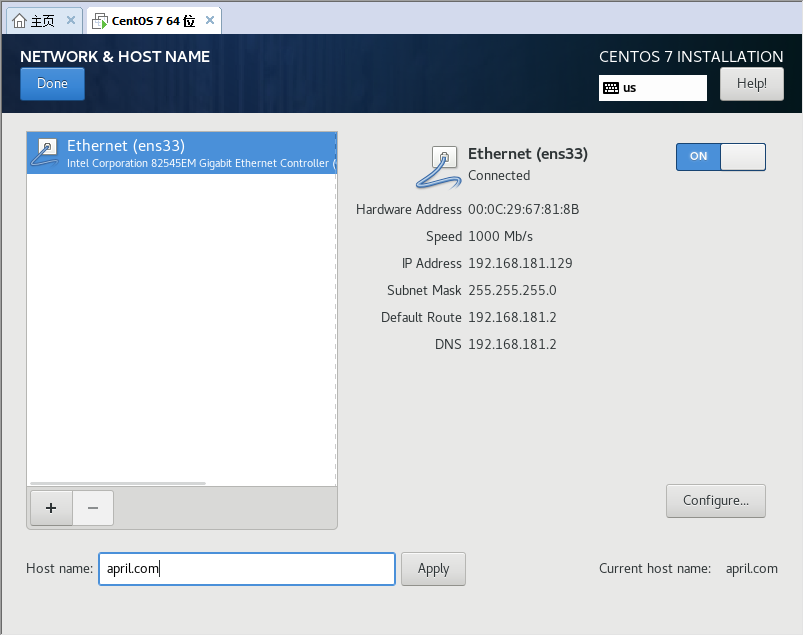 主页
CentOS 7 64 位
NETWORK & HOST NAME
CENTOS 7 INSTALLATION
Done
us
Help!
Ethernet (ens33)
Intel Corporation 82545EM Gigabit Ethernet Controller (
Ethernet (ens33)
Connected
ON
Hardware Address 00:0C:29:67:81:8B
Speed 1000 Mb/s
IP Address 192.168.181.129
Subnet Mask 255.255.255.0
Default Route 192.168.181.2
DNS 192.168.181.2
+ −
Configure...
Host name: april.com Apply Current host name: april.com